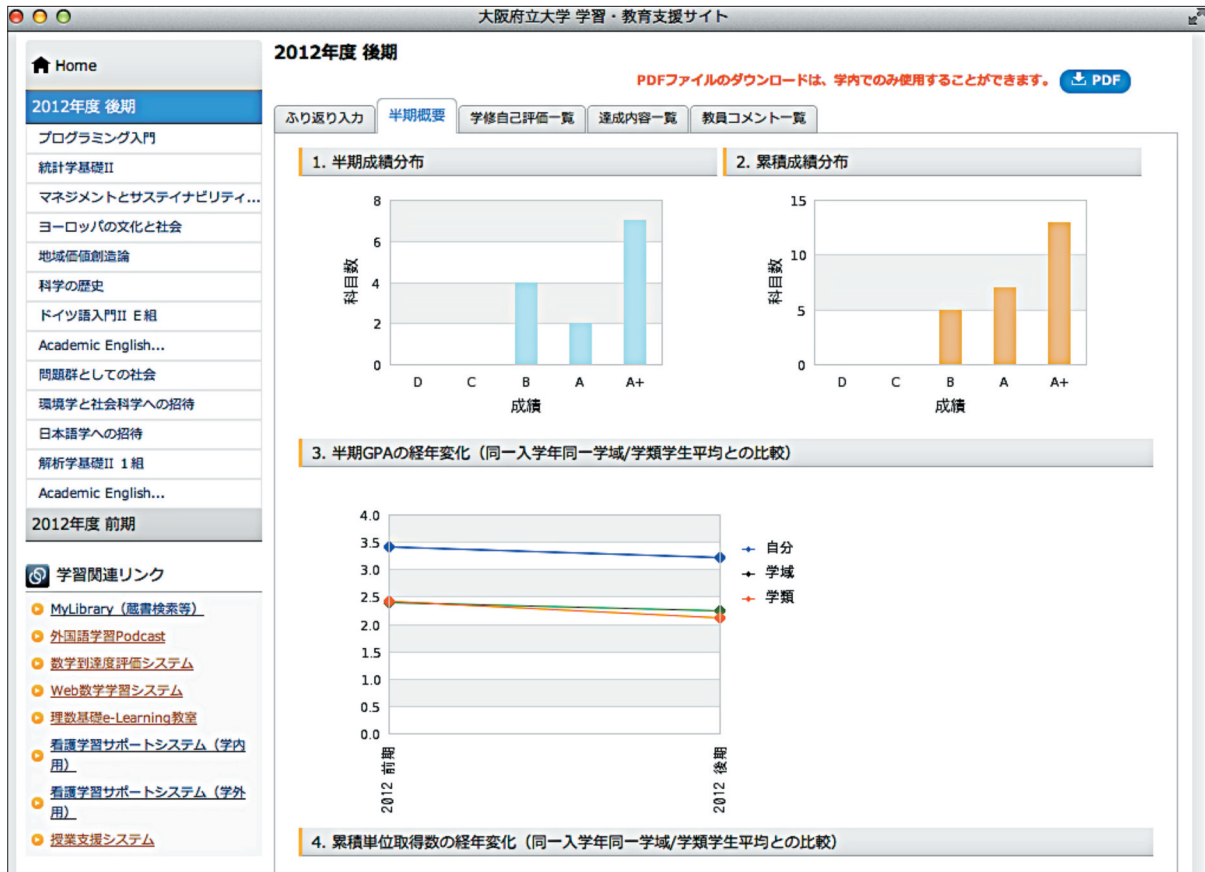 大阪府立大学 学習・教育支援サイト
Home
2012年度 後期
プログラミング入門
統計学基礎II
マネジメントとサステイナビリティ...
ヨーロッパの文化と社会
地域価値創造論
科学の歴史
ドイツ語入門II E組
Academic English...
問題群としての社会
環境学と社会科学への招待
日本語学への招待
解析学基礎II 1組
Academic English...
2012年度 前期
学習関連リンク
MyLibrary（蔵書検索等）
外国語学習Podcast
数学到達度評価システム
Web数学学習システム
理数基礎e-Learning教室
看護学習サポートシステム（学内
用）
看護学習サポートシステム（学外
用）
授業支援システム
2012年度 後期
PDFファイルのダウンロードは、学内でのみ使用することができます。 PDF
ふり返り入力 半期概要 学修自己評価一覧 達成内容一覧 教員コメント一覧
1. 半期成績分布
8
6
4
2
0
科目数
D C B A A+
成績
2. 累積成績分布
15
10
5
0
科目数
D C B A A+
成績
3. 半期GPAの経年変化（同一入学年同一学域/学類学生平均との比較）
4.0
3.5
3.0
2.5
2.0
1.5
1.0
0.5
0.0
2012 前期
2012 後期
自分
学域
学類
4. 累積単位取得数の経年変化（同一入学年同一学域/学類学生平均との比較）